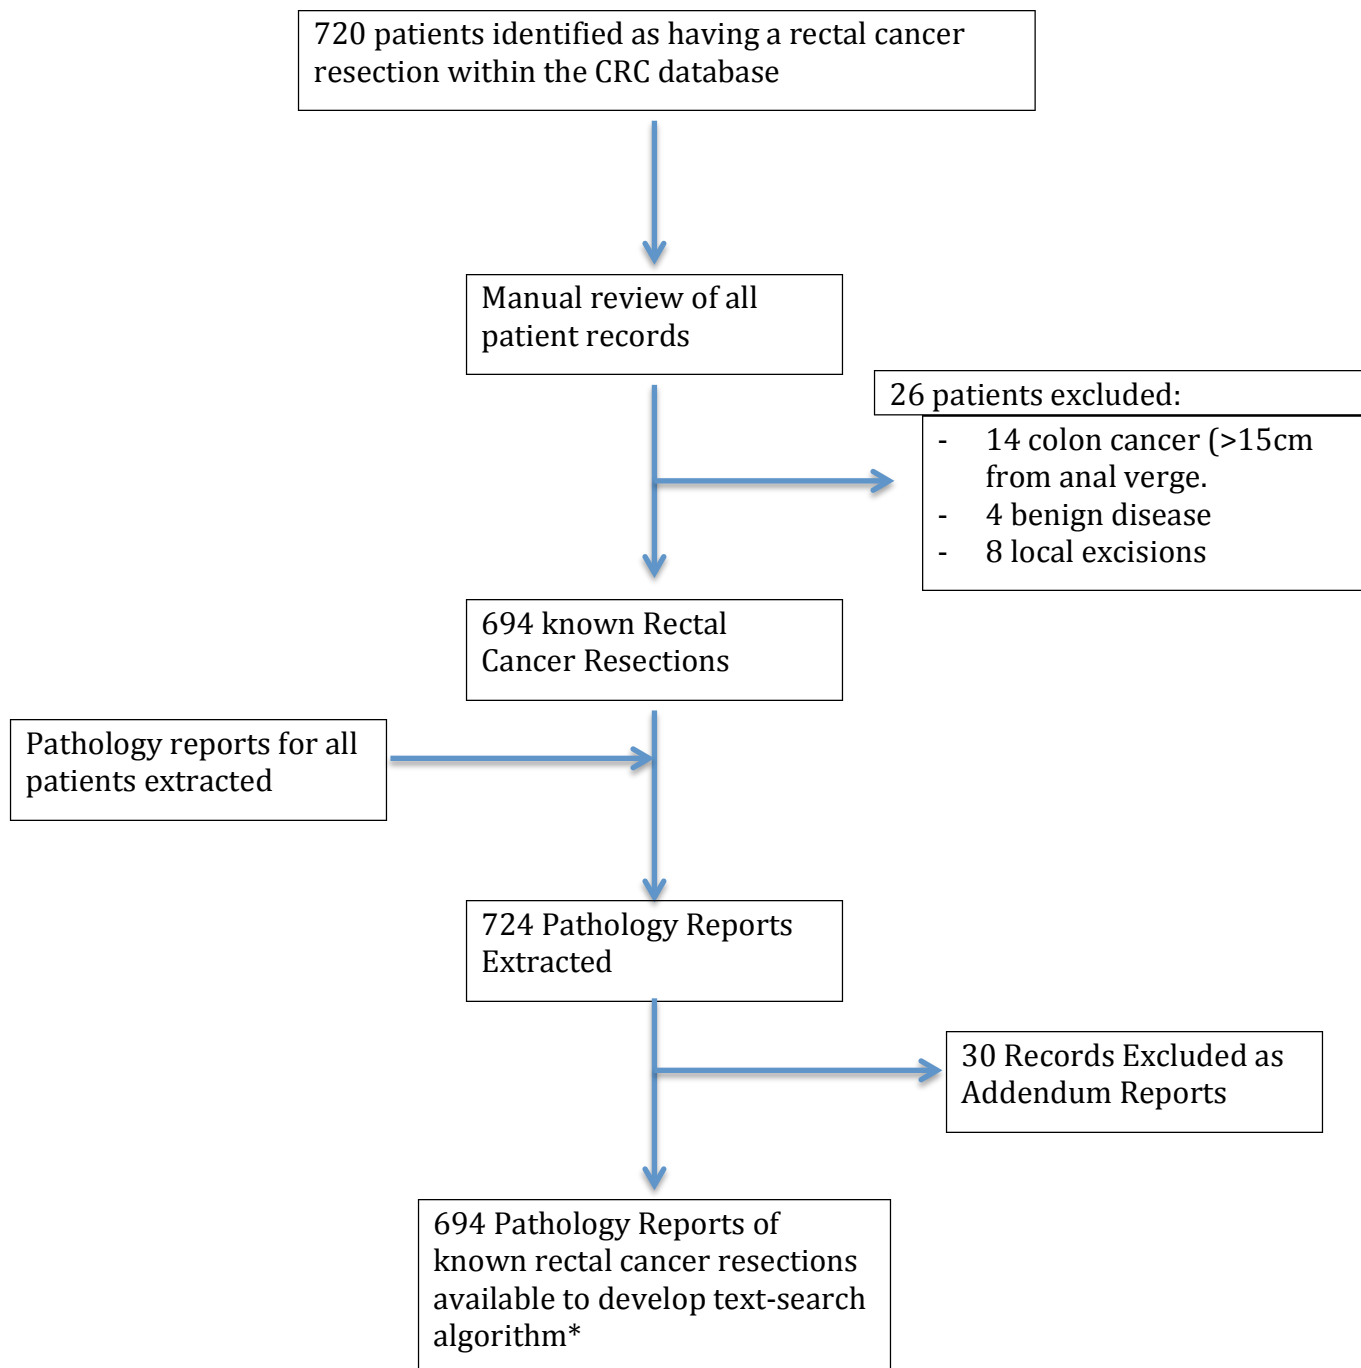 720 patients identified as having a rectal cancer
resection within the CRC database
Manual review of all
patient records
26 patients excluded:
- 14 colon cancer (>15cm
from anal verge.
- 4 benign disease
- 8 local excisions
694 known Rectal
Cancer Resections
Pathology reports for all
patients extracted
724 Pathology Reports
Extracted
30 Records Excluded as
Addendum Reports
694 Pathology Reports of
known rectal cancer resections
available to develop text-search
algorithm*